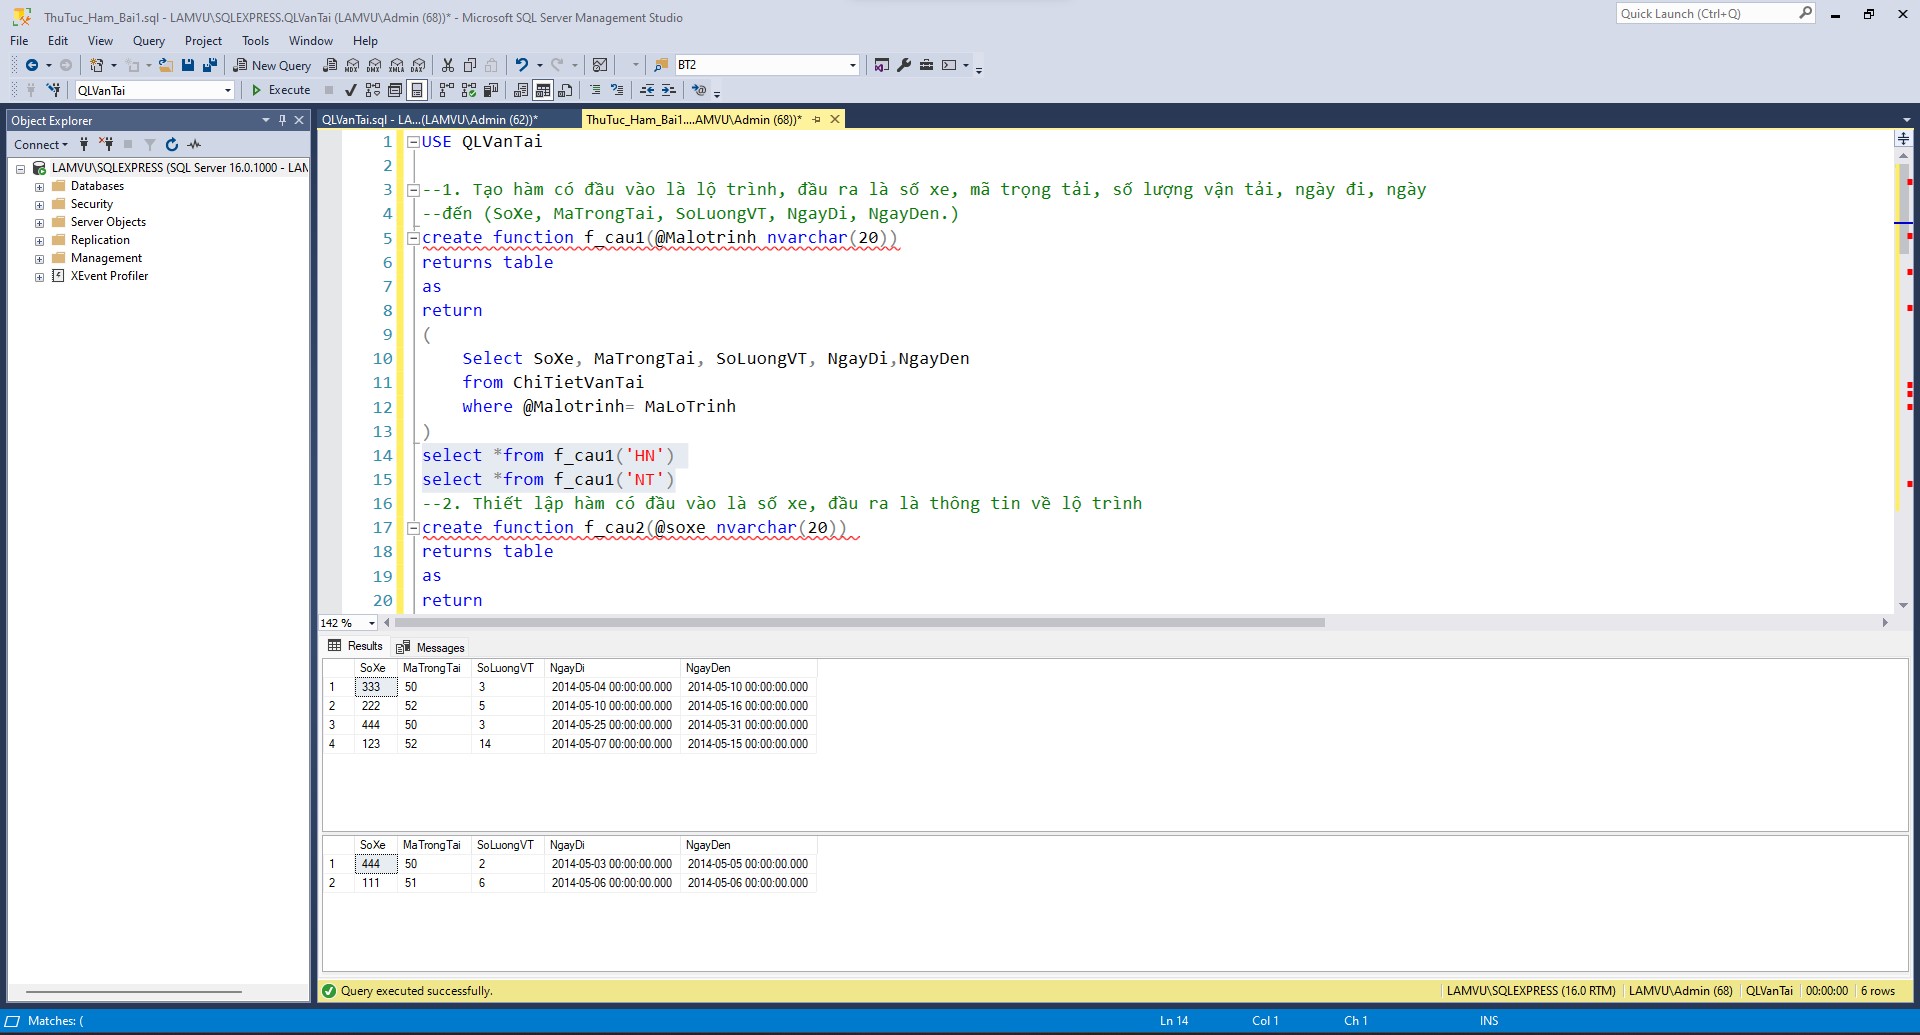 ThuTuc_Ham_Bai1.sql - LAMVU\SQLEXPRESS.QLVanTai (LAMVU\Admin (68))* - Microsoft SQL Server Management Studio
Quick Launch (Ctrl+Q)
File Edit View Query Project Tools Window Help
New Query
MDX DMX XMLA DAX
BT2
QLVanTai
Execute
Object Explorer
QLVanTai.sql - LA...(LAMVU\Admin (62))*
ThuTuc_Ham_Bai1....AMVU\Admin (68))*
Connect
LAMVU\SQLEXPRESS (SQL Server 16.0.1000 - LAN
Databases
Security
Server Objects
Replication
Management
XEvent Profiler
1 USE QLVanTai
2
3 --1. Tạo hàm có đầu vào là lộ trình, đầu ra là số xe, mã trọng tải, số lượng vận tải, ngày đi, ngày
4 --đến (SoXe, MaTrongTai, SoLuongVT, NgayDi, NgayDen.)
5 create function f_cau1(@Malotrinh nvarchar(20))
6 returns table
7 as
8 return
9 (
10 Select SoXe, MaTrongTai, SoLuongVT, NgayDi,NgayDen
11 from ChiTietVanTai
12 where @Malotrinh= MaLoTrinh
13 )
14 select *from f_cau1('HN')
15 select *from f_cau1('NT')
16 --2. Thiết lập hàm có đầu vào là số xe, đầu ra là thông tin về lộ trình
17 create function f_cau2(@soxe nvarchar(20))
18 returns table
19 as
20 return
142 %
Results Messages
SoXe MaTrongTai SoLuongVT NgayDi NgayDen
1 333 50 3 2014-05-04 00:00:00.000 2014-05-10 00:00:00.000
2 222 52 5 2014-05-10 00:00:00.000 2014-05-16 00:00:00.000
3 444 50 3 2014-05-25 00:00:00.000 2014-05-31 00:00:00.000
4 123 52 14 2014-05-07 00:00:00.000 2014-05-15 00:00:00.000
SoXe MaTrongTai SoLuongVT NgayDi NgayDen
1 444 50 2 2014-05-03 00:00:00.000 2014-05-05 00:00:00.000
2 111 51 6 2014-05-06 00:00:00.000 2014-05-06 00:00:00.000
Query executed successfully.
LAMVU\SQLEXPRESS (16.0 RTM) LAMVU\Admin (68) QLVanTai 00:00:00 6 rows
Matches: (
Ln 14 Col 1 Ch 1 INS